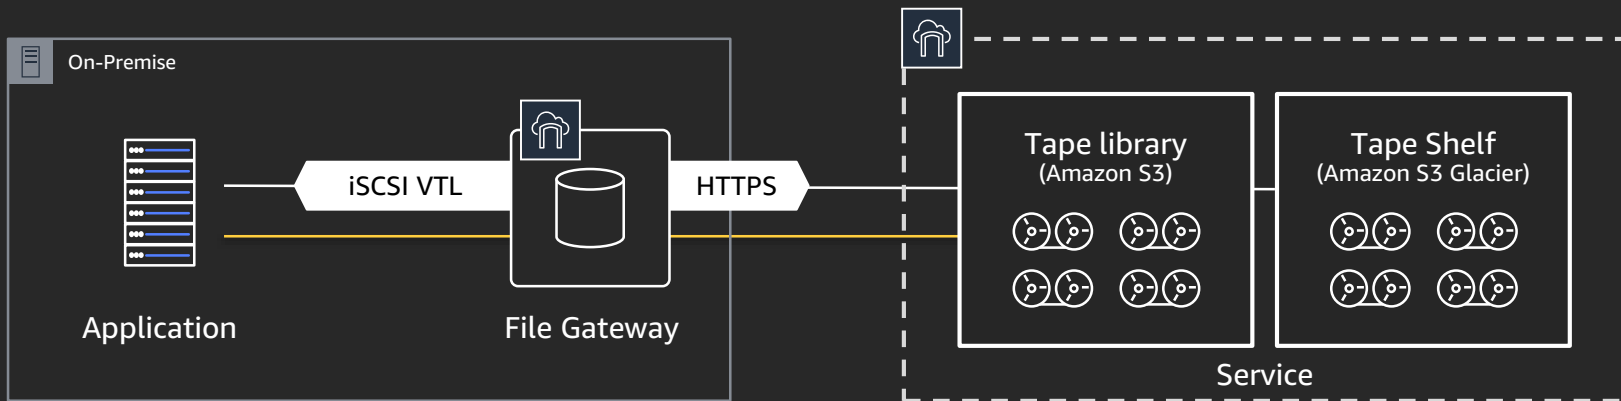 On-Premise
Application
iSCSI VTL
File Gateway
HTTPS
Tape library
(Amazon S3)
Tape Shelf
(Amazon S3 Glacier)
Service